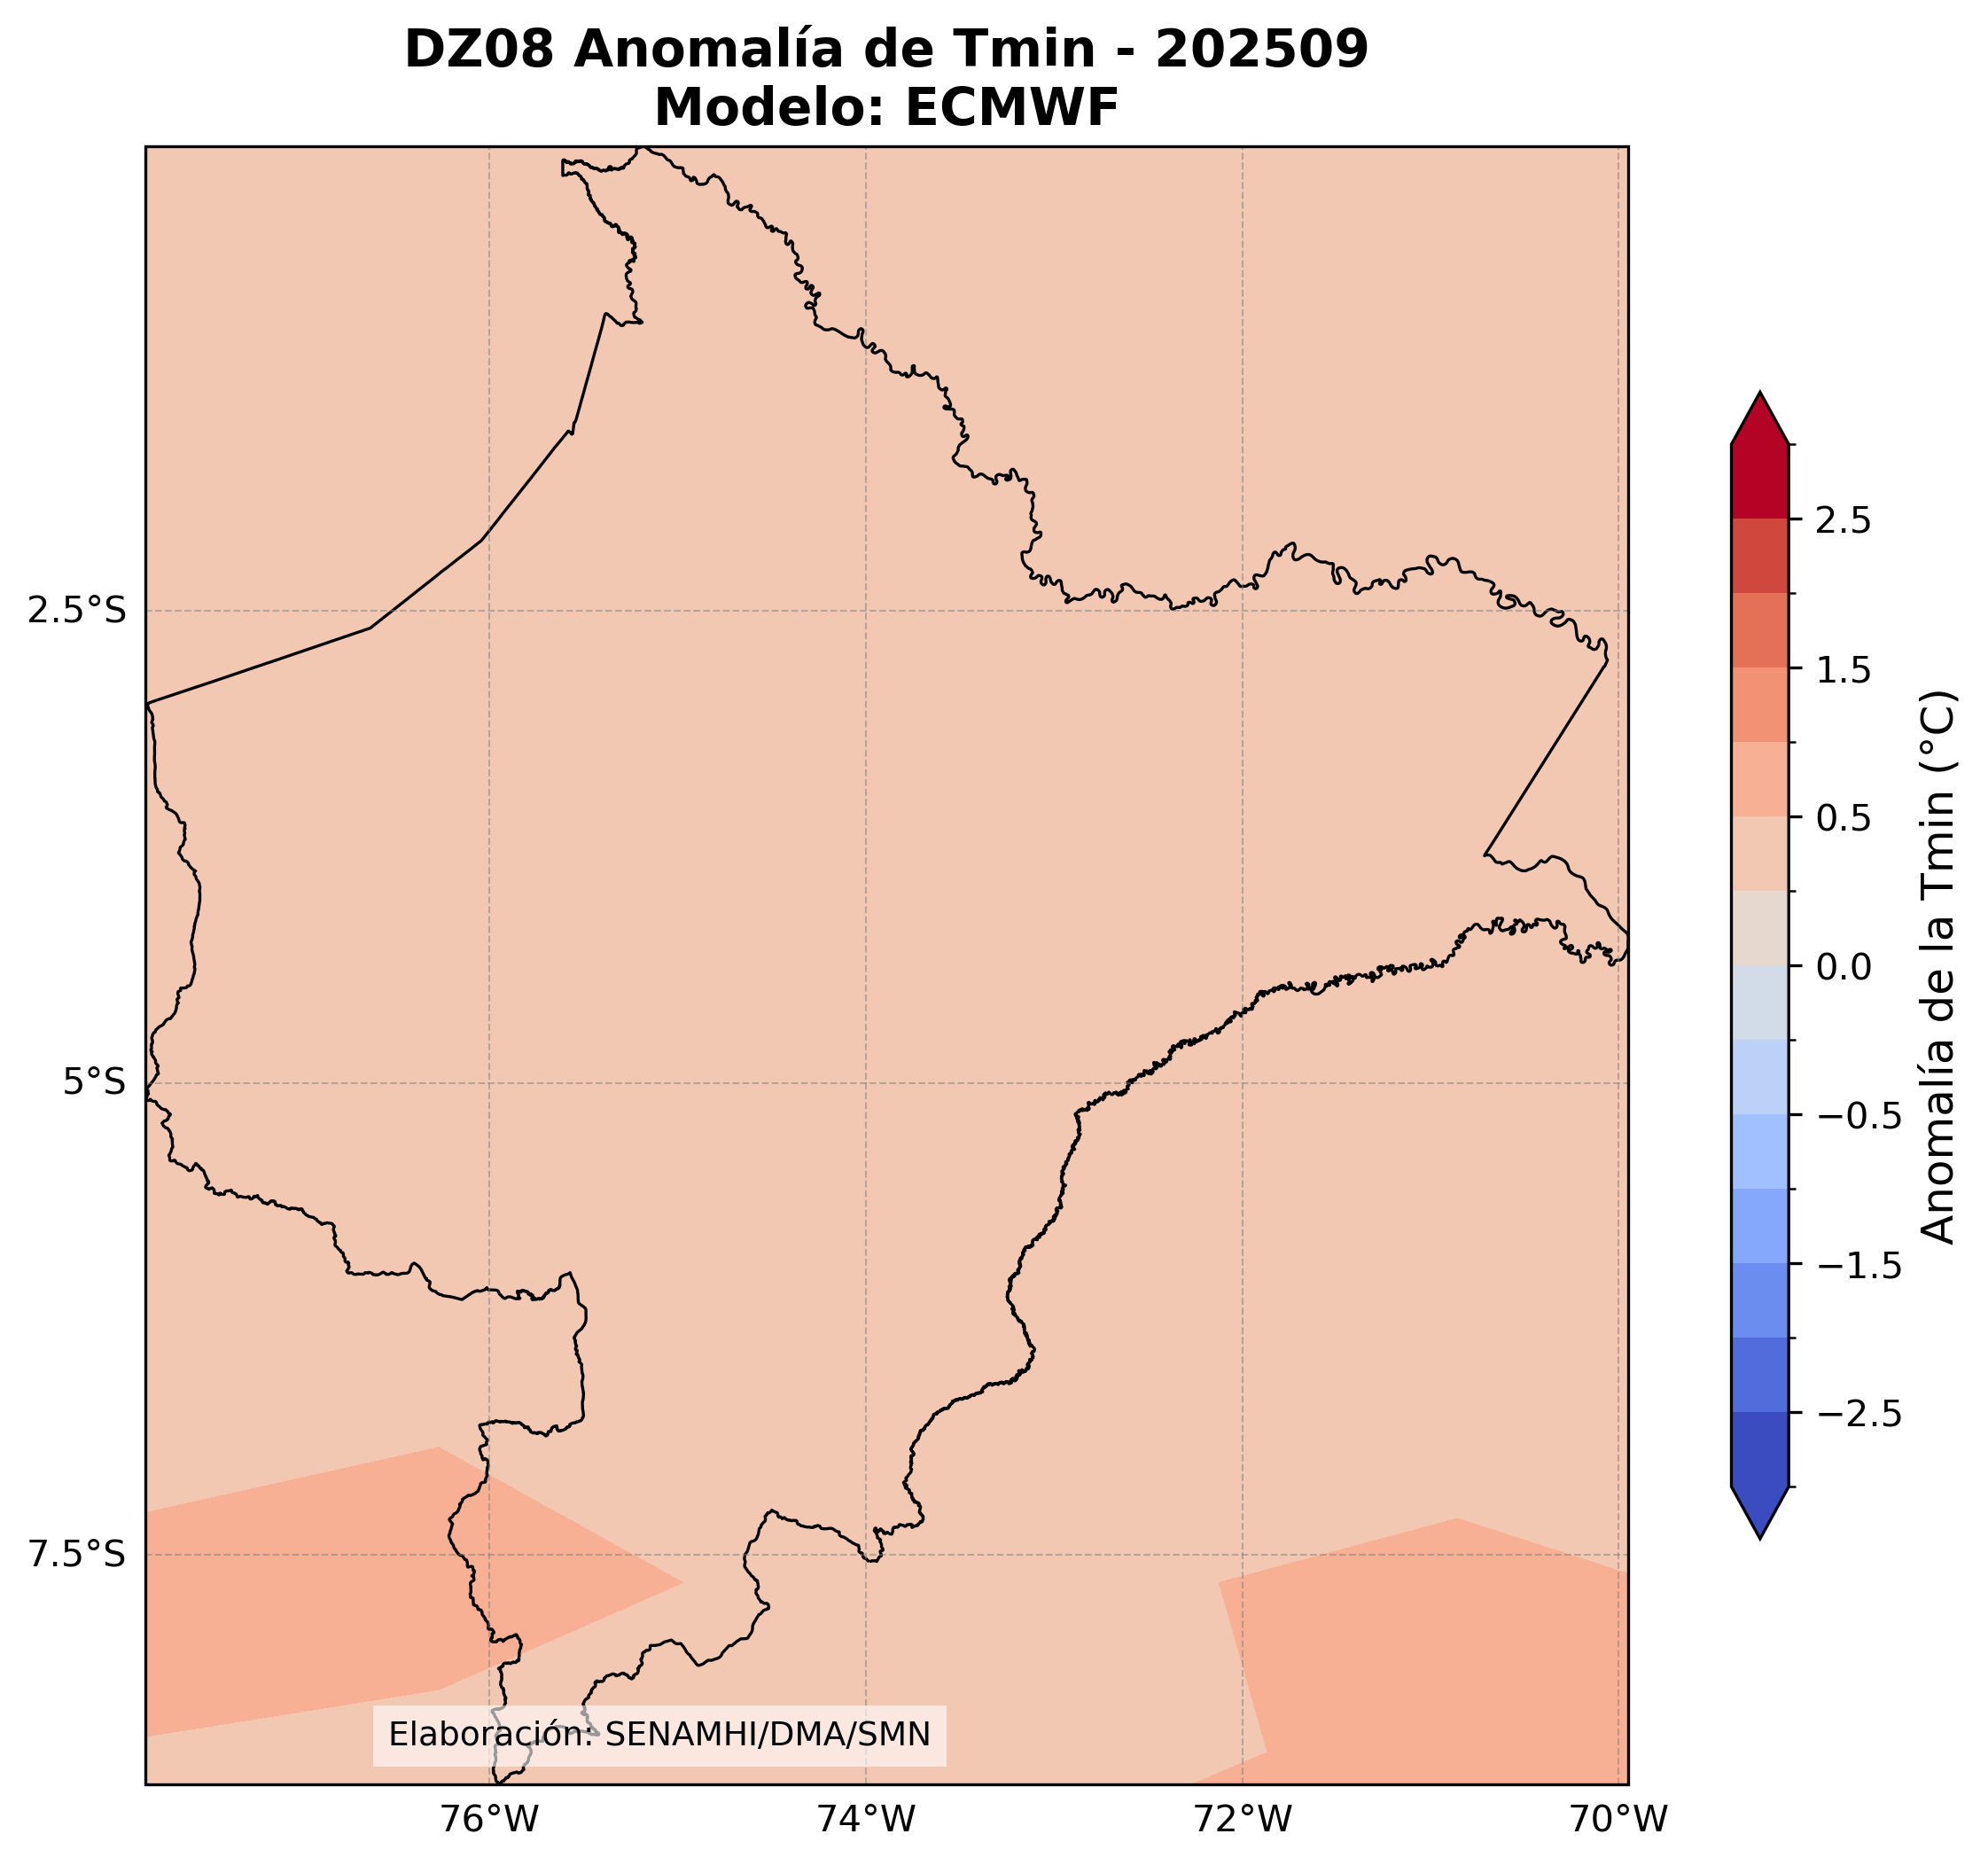 DZ08 Anomalía de Tmin - 202509
Modelo: ECMWF
2.5°S
5°S
7.5°S
76°W
74°W
72°W
70°W
Elaboración: SENAMHI/DMA/SMN
2.5
1.5
0.5
0.0
−0.5
−1.5
−2.5
Anomalía de la Tmin (°C)